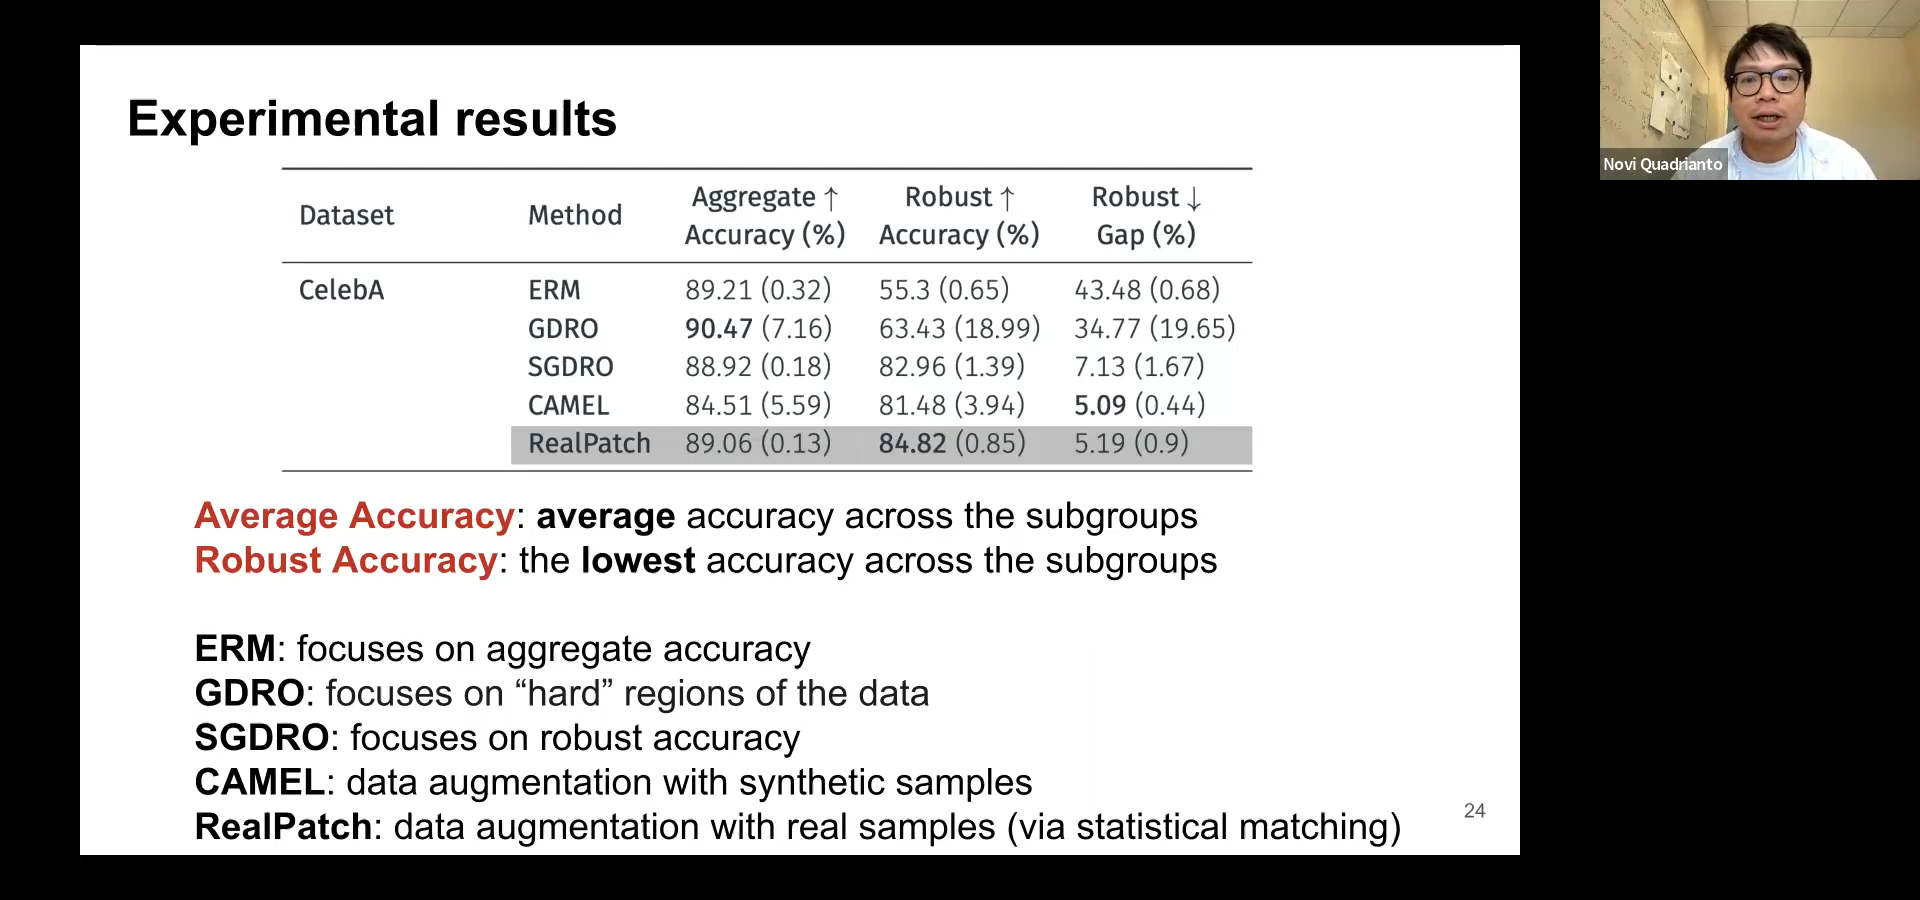 Experimental results
Dataset Method Aggregate ↑ Accuracy (%) Robust ↑ Accuracy (%) Robust ↓ Gap (%)
CelebA ERM 89.21 (0.32) 55.3 (0.65) 43.48 (0.68)
GDRO 90.47 (7.16) 63.43 (18.99) 34.77 (19.65)
SGDRO 88.92 (0.18) 82.96 (1.39) 7.13 (1.67)
CAMEL 84.51 (5.59) 81.48 (3.94) 5.09 (0.44)
RealPatch 89.06 (0.13) 84.82 (0.85) 5.19 (0.9)
Average Accuracy: average accuracy across the subgroups
Robust Accuracy: the lowest accuracy across the subgroups
ERM: focuses on aggregate accuracy
GDRO: focuses on “hard” regions of the data
SGDRO: focuses on robust accuracy
CAMEL: data augmentation with synthetic samples
RealPatch: data augmentation with real samples (via statistical matching)
24
Novi Quadrianto